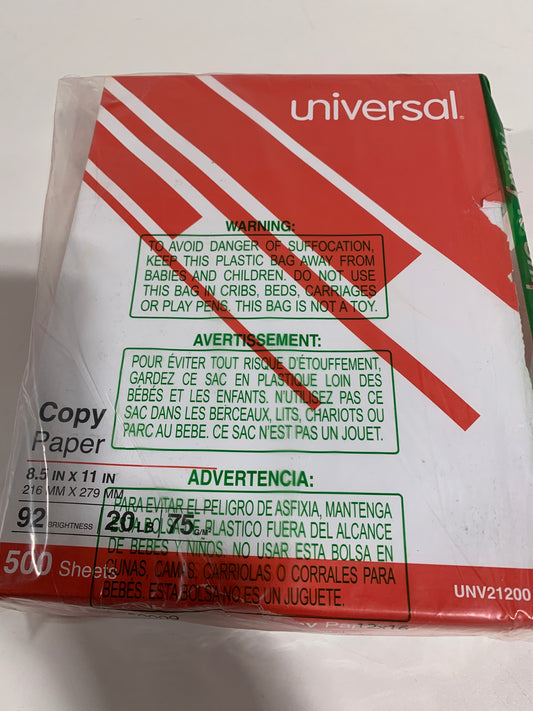 universal
WARNING:
TO AVOID DANGER OF SUFFOCATION,
KEEP THIS PLASTIC BAG AWAY FROM
BABIES AND CHILDREN. DO NOT USE
THIS BAG IN CRIBS, BEDS, CARRIAGES
OR PLAY PENS. THIS BAG IS NOT A TOY.
AVERTISSEMENT:
POUR ÉVITER TOUT RISQUE D'ÉTOUFFEMENT,
GARDEZ CE SAC EN PLASTIQUE LOIN DES
BÉBÉS ET LES ENFANTS. N'UTILISEZ PAS CE
SAC DANS LES BERCEAUX, LITS, CHARIOTS OU
PARC AU BEBE. CE SAC N'EST PAS UN JOUET.
Copy
Paper
8.5 IN X 11 IN
216 MM X 279 MM
92 BRIGHTNESS 20 LB 75 G/M²
500 Sheets
ADVERTENCIA:
PARA EVITAR EL PELIGRO DE ASFIXIA, MANTENGA
LA BOLSA DE PLASTICO FUERA DEL ALCANCE
DE BEBES Y NIÑOS. NO USAR ESTA BOLSA EN
CUNAS, CAMAS, CARRIOLAS O CORRALES PARA
BEBÉS. ESTA BOLSA NO ES UN JUGUETE.
UNV21200
12x16